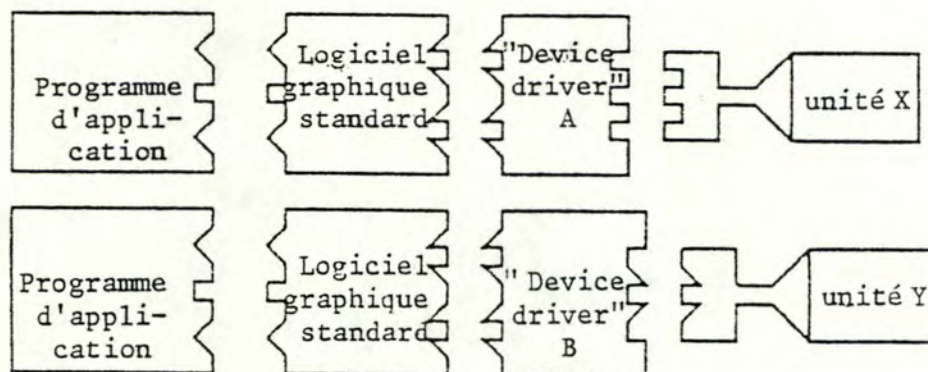 Programme
d'appli-
cation
Logiciel
graphique
standard
"Device
driver"
A
unité X
Programme
d'appli-
cation
Logiciel
graphique
standard
" Device
driver"
B
unité Y